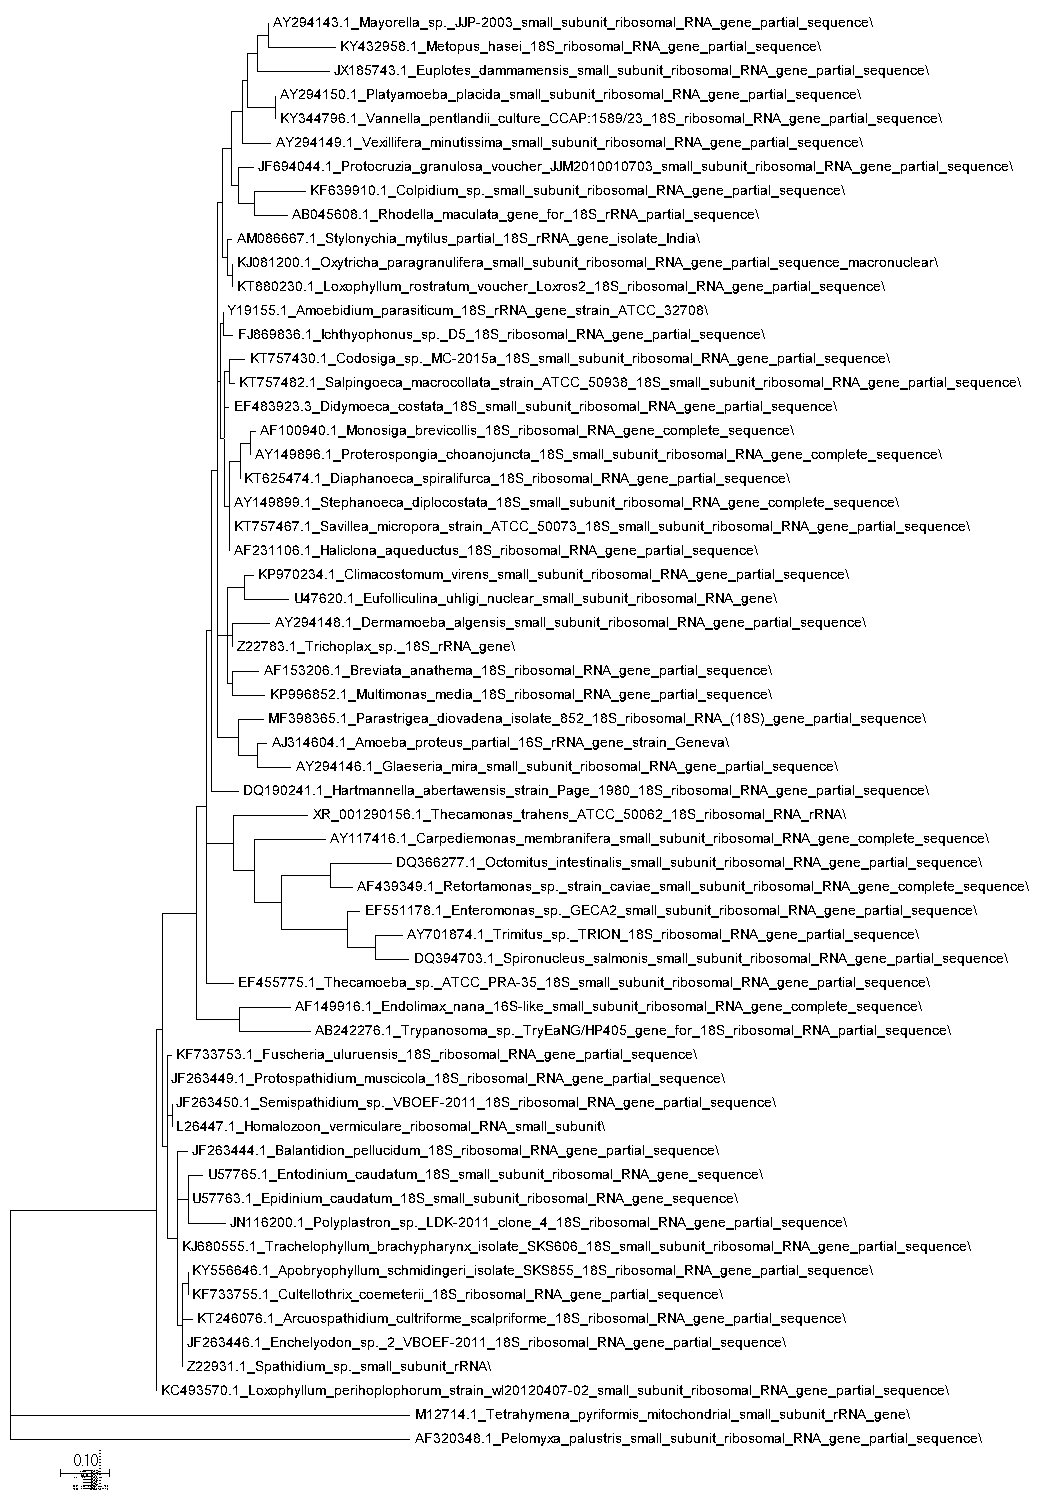 AY294143.1_Mayorella_sp._JJP-2003_small_subunit_ribosomal_RNA_gene_partial_sequence\
KY432958.1_Metopus_hasei_18S_ribosomal_RNA_gene_partial_sequence\
JX185743.1_Euplotes_dammamensis_small_subunit_ribosomal_RNA_gene_partial_sequence\
AY294150.1_Platyamoeba_placida_small_subunit_ribosomal_RNA_gene_partial_sequence\
KY344796.1_Vannella_pentlandii_culture_CCAP:1589/23_18S_ribosomal_RNA_gene_partial_sequence\
AY294149.1_Vexillifera_minutissima_small_subunit_ribosomal_RNA_gene_partial_sequence\
JF694044.1_Protocruzia_granulosa_voucher_JJM2010010703_small_subunit_ribosomal_RNA_gene_partial_sequence\
KF639910.1_Colpidium_sp._small_subunit_ribosomal_RNA_gene_partial_sequence\
AB045608.1_Rhodella_maculata_gene_for_18S_rRNA_partial_sequence\
AM086667.1_Stylonychia_mytilus_partial_18S_rRNA_gene_isolate_India\
KJ081200.1_Oxytricha_paragranulifera_small_subunit_ribosomal_RNA_gene_partial_sequence_macronuclear\
KT880230.1_Loxophyllum_rostratum_voucher_Loxros2_18S_ribosomal_RNA_gene_partial_sequence\
Y19155.1_Amoebidium_parasiticum_18S_rRNA_gene_strain_ATCC_32708\
FJ869836.1_Ichthyophonus_sp._D5_18S_ribosomal_RNA_gene_partial_sequence\
KT757430.1_Codosiga_sp._MC-2015a_18S_small_subunit_ribosomal_RNA_gene_partial_sequence\
KT757482.1_Salpingoeca_macrocollata_strain_ATCC_50938_18S_small_subunit_ribosomal_RNA_gene_partial_sequence\
EF483923.3_Didymoeca_costata_18S_small_subunit_ribosomal_RNA_gene_partial_sequence\
AF100940.1_Monosiga_brevicollis_18S_ribosomal_RNA_gene_complete_sequence\
AY149896.1_Proterospongia_choanojuncta_18S_small_subunit_ribosomal_RNA_gene_complete_sequence\
KT625474.1_Diaphanoeca_spiralifurca_18S_ribosomal_RNA_gene_partial_sequence\
AY149899.1_Stephanoeca_diplocostata_18S_small_subunit_ribosomal_RNA_gene_complete_sequence\
KT757467.1_Savillea_micropora_strain_ATCC_50073_18S_small_subunit_ribosomal_RNA_gene_partial_sequence\
AF231106.1_Haliclona_aqueductus_18S_ribosomal_RNA_gene_partial_sequence\
KP970234.1_Climacostomum_virens_small_subunit_ribosomal_RNA_gene_partial_sequence\
U47620.1_Eufolliculina_uhligi_nuclear_small_subunit_ribosomal_RNA_gene\
AY294148.1_Dermamoeba_algensis_small_subunit_ribosomal_RNA_gene_partial_sequence\
Z22783.1_Trichoplax_sp._18S_rRNA_gene\
AF153206.1_Breviata_anathema_18S_ribosomal_RNA_gene_partial_sequence\
KP996852.1_Multimonas_media_18S_ribosomal_RNA_gene_partial_sequence\
MF398365.1_Parastrigea_diovadena_isolate_852_18S_ribosomal_RNA_(18S)_gene_partial_sequence\
AJ314604.1_Amoeba_proteus_partial_16S_rRNA_gene_strain_Geneva\
AY294146.1_Glaeseria_mira_small_subunit_ribosomal_RNA_gene_partial_sequence\
DQ190241.1_Hartmannella_abertawensis_strain_Page_1980_18S_ribosomal_RNA_gene_partial_sequence\
XR_001290156.1_Thecamonas_trahens_ATCC_50062_18S_ribosomal_RNA_rRNA\
AY117416.1_Carpediemonas_membranifera_small_subunit_ribosomal_RNA_gene_complete_sequence\
DQ366277.1_Octomitus_intestinalis_small_subunit_ribosomal_RNA_gene_partial_sequence\
AF439349.1_Retortamonas_sp._strain_caviae_small_subunit_ribosomal_RNA_gene_complete_sequence\
EF551178.1_Enteromonas_sp._GECA2_small_subunit_ribosomal_RNA_gene_partial_sequence\
AY701874.1_Trimitus_sp._TRION_18S_ribosomal_RNA_gene_partial_sequence\
DQ394703.1_Spironucleus_salmonis_small_subunit_ribosomal_RNA_gene_partial_sequence\
EF455775.1_Thecamoeba_sp._ATCC_PRA-35_18S_small_subunit_ribosomal_RNA_gene_partial_sequence\
AF149916.1_Endolimax_nana_16S-like_small_subunit_ribosomal_RNA_gene_complete_sequence\
AB242276.1_Trypanosoma_sp._TryEaNG/HP405_gene_for_18S_ribosomal_RNA_partial_sequence\
KF733753.1_Fuscheria_uluruensis_18S_ribosomal_RNA_gene_partial_sequence\
JF263449.1_Protospathidium_muscicola_18S_ribosomal_RNA_gene_partial_sequence\
JF263450.1_Semispathidium_sp._VBOEF-2011_18S_ribosomal_RNA_gene_partial_sequence\
L26447.1_Homalozoon_vermiculare_ribosomal_RNA_small_subunit\
JF263444.1_Balantidion_pellucidum_18S_ribosomal_RNA_gene_partial_sequence\
U57765.1_Entodinium_caudatum_18S_small_subunit_ribosomal_RNA_gene_sequence\
U57763.1_Epidinium_caudatum_18S_small_subunit_ribosomal_RNA_gene_sequence\
JN116200.1_Polyplastron_sp._LDK-2011_clone_4_18S_ribosomal_RNA_gene_partial_sequence\
KJ680555.1_Trachelophyllum_brachypharynx_isolate_SKS606_18S_small_subunit_ribosomal_RNA_gene_partial_sequence\
KY556646.1_Apobryophyllum_schmidingeri_isolate_SKS855_18S_ribosomal_RNA_gene_partial_sequence\
KF733755.1_Cultellothrix_coemeterii_18S_ribosomal_RNA_gene_partial_sequence\
KT246076.1_Arcuospathidium_cultriforme_scalpriforme_18S_ribosomal_RNA_gene_partial_sequence\
JF263446.1_Enchelyodon_sp._2_VBOEF-2011_18S_ribosomal_RNA_gene_partial_sequence\
Z22931.1_Spathidium_sp._small_subunit_rRNA\
KC493570.1_Loxophyllum_perihoplophorum_strain_wl20120407-02_small_subunit_ribosomal_RNA_gene_partial_sequence\
M12714.1_Tetrahymena_pyriformis_mitochondrial_small_subunit_rRNA_gene\
AF320348.1_Pelomyxa_palustris_small_subunit_ribosomal_RNA_gene_partial_sequence\
0.10